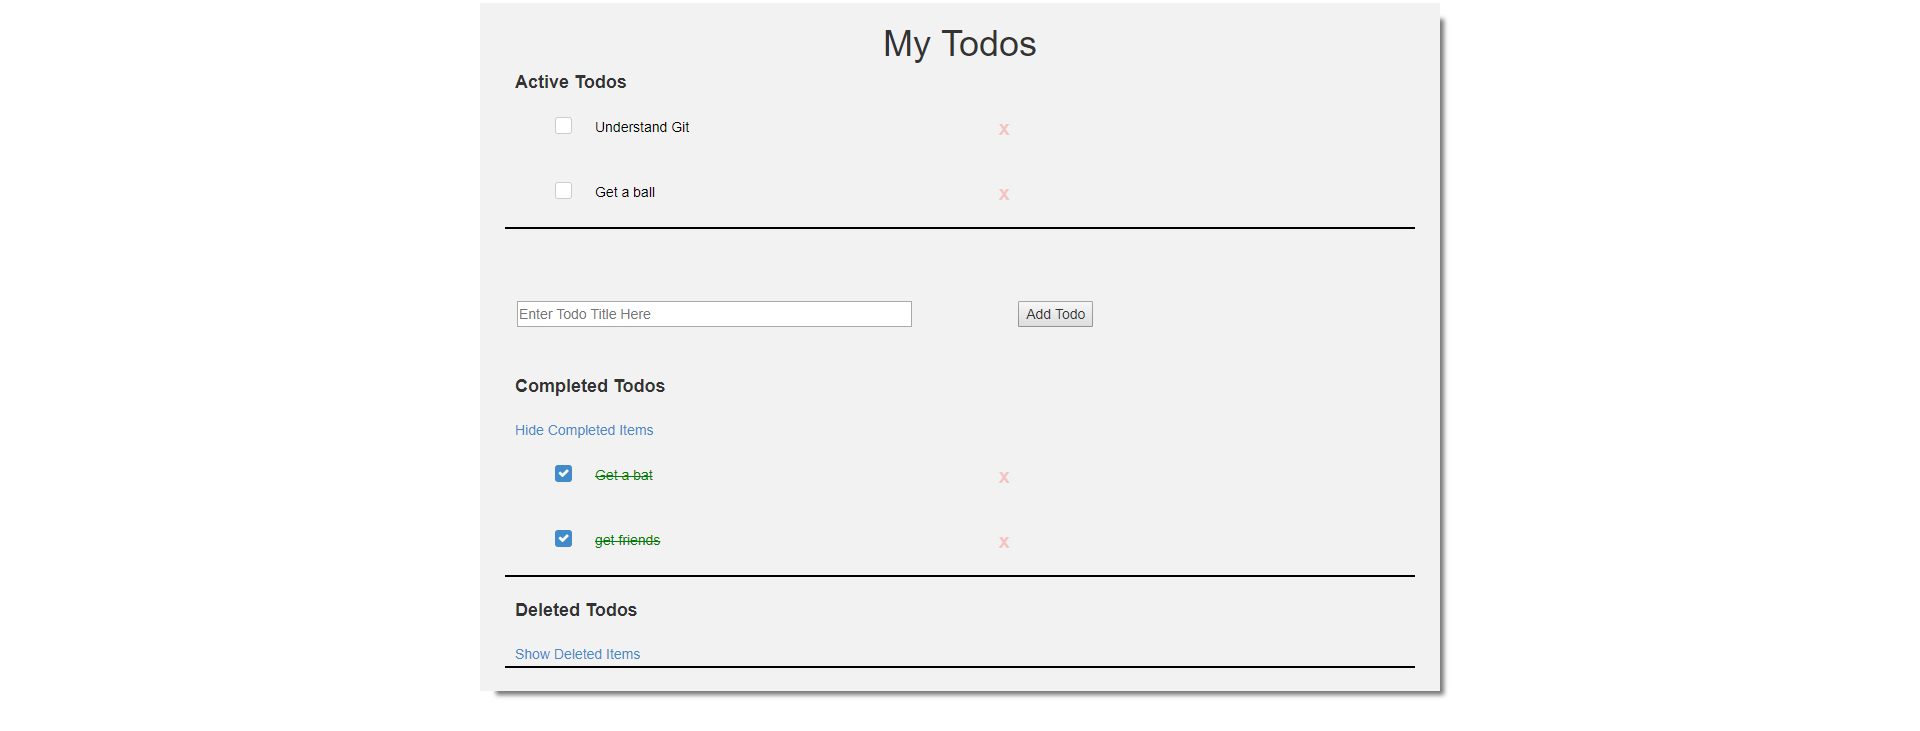 My Todos
Active Todos
Understand Git x
Get a ball x
Enter Todo Title Here Add Todo
Completed Todos
Hide Completed Items
Get a bat x
get friends x
Deleted Todos
Show Deleted Items